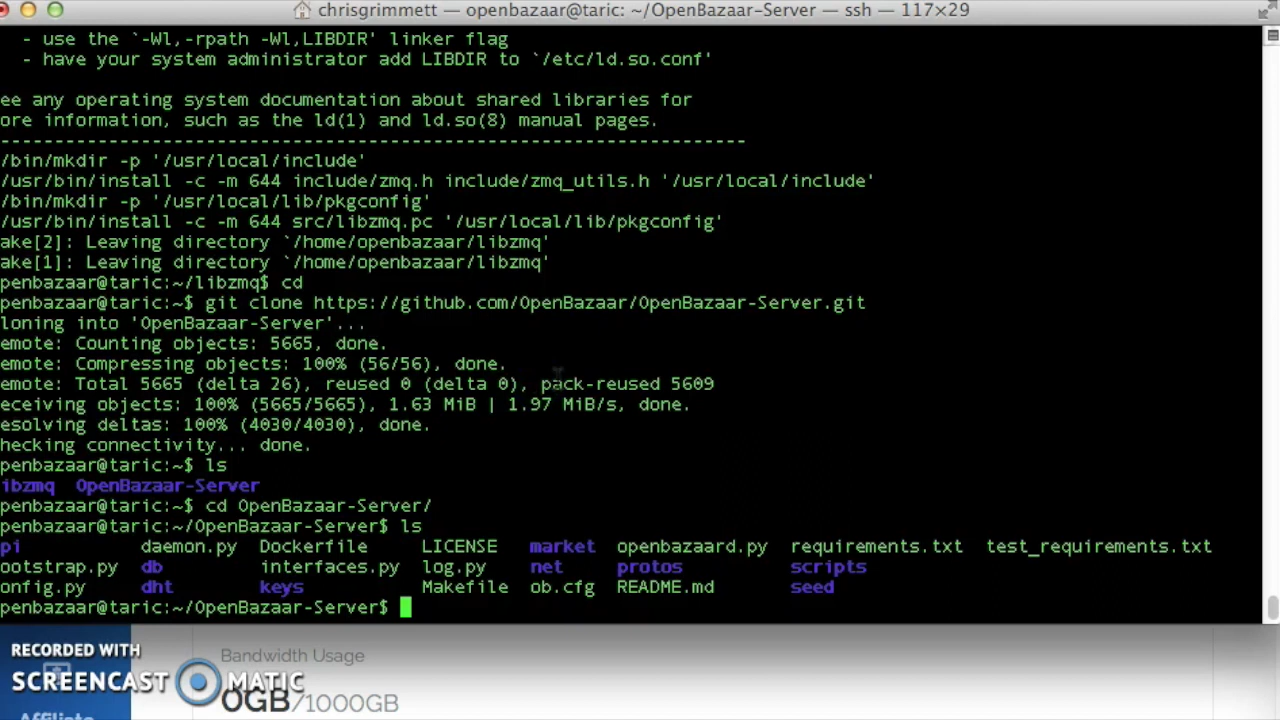 chrisgrimmett — openbazaar@taric: ~/OpenBazaar-Server — ssh — 117×29
- use the `-Wl,-rpath -Wl,LIBDIR' linker flag
- have your system administrator add LIBDIR to `/etc/ld.so.conf'
ee any operating system documentation about shared libraries for
ore information, such as the ld(1) and ld.so(8) manual pages.
----------------------------------------------------------------------
/bin/mkdir -p '/usr/local/include'
/usr/bin/install -c -m 644 include/zmq.h include/zmq_utils.h '/usr/local/include'
/bin/mkdir -p '/usr/local/lib/pkgconfig'
/usr/bin/install -c -m 644 src/libzmq.pc '/usr/local/lib/pkgconfig'
ake[2]: Leaving directory `/home/openbazaar/libzmq'
ake[1]: Leaving directory `/home/openbazaar/libzmq'
penbazaar@taric:~/libzmq$ cd
penbazaar@taric:~$ git clone https://github.com/OpenBazaar/OpenBazaar-Server.git
loning into 'OpenBazaar-Server'...
emote: Counting objects: 5665, done.
emote: Compressing objects: 100% (56/56), done.
emote: Total 5665 (delta 26), reused 0 (delta 0), pack-reused 5609
eceiving objects: 100% (5665/5665), 1.63 MiB | 1.97 MiB/s, done.
esolving deltas: 100% (4030/4030), done.
hecking connectivity... done.
penbazaar@taric:~$ ls
ibzmq OpenBazaar-Server
penbazaar@taric:~$ cd OpenBazaar-Server/
penbazaar@taric:~/OpenBazaar-Server$ ls
pi daemon.py Dockerfile LICENSE market openbazaard.py requirements.txt test_requirements.txt
ootstrap.py db interfaces.py log.py net protos scripts
onfig.py dht keys Makefile ob.cfg README.md seed
penbazaar@taric:~/OpenBazaar-Server$
RECORDED WITH
SCREENCAST MATIC
Bandwidth Usage
0GB/1000GB
Affiliate